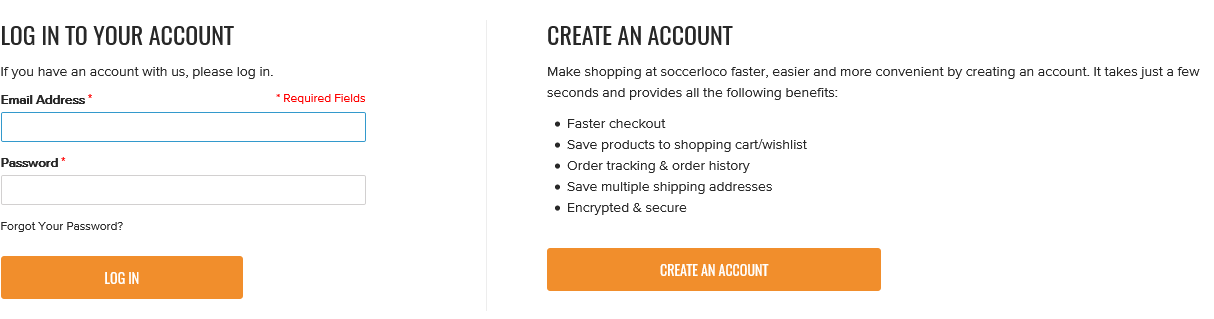 LOG IN TO YOUR ACCOUNT
If you have an account with us, please log in.
Email Address *
* Required Fields
Password *
Forgot Your Password?
LOG IN
CREATE AN ACCOUNT
Make shopping at soccerloco faster, easier and more convenient by creating an account. It takes just a few
seconds and provides all the following benefits:
• Faster checkout
• Save products to shopping cart/wishlist
• Order tracking & order history
• Save multiple shipping addresses
• Encrypted & secure
CREATE AN ACCOUNT